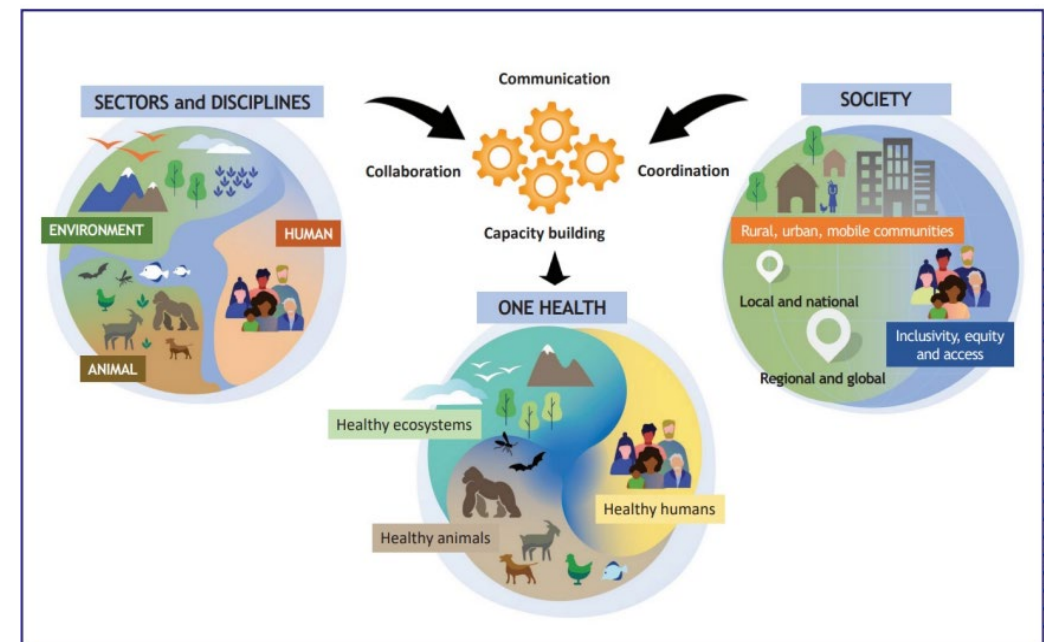 Communication
SECTORS and DISCIPLINES
SOCIETY
Collaboration
Coordination
ENVIRONMENT
HUMAN
Capacity building
Rural, urban, mobile communities
ONE HEALTH
Local and national
Inclusivity, equity
and access
ANIMAL
Regional and global
Healthy ecosystems
Healthy humans
Healthy animals